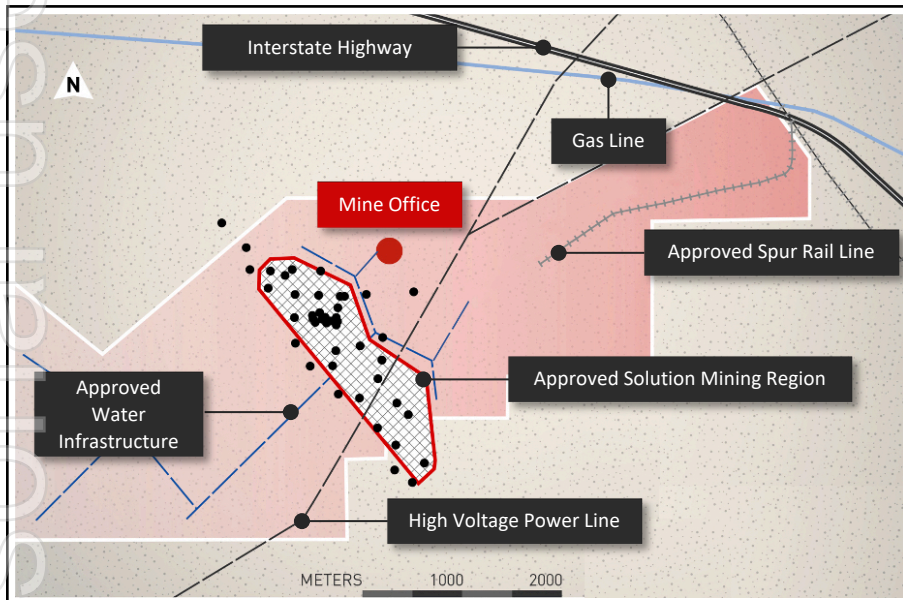 Interstate Highway
N
Gas Line
Mine Office
Approved Spur Rail Line
Approved Solution Mining Region
Approved
Water
Infrastructure
High Voltage Power Line
METERS 1000 2000